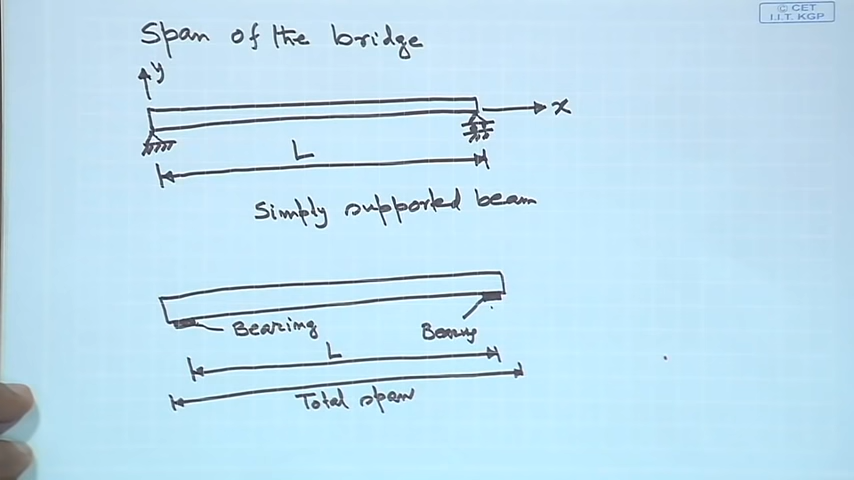 © CET
I.I.T. KGP
Span of the bridge
y
x
L
Simply supported beam
Bearing
Bearing
L
Total span